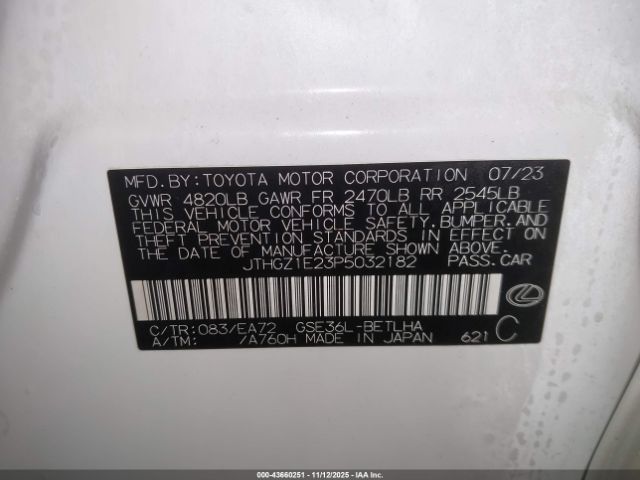 MFD. BY: TOYOTA MOTOR CORPORATION 07/23
GVWR 4820LB GAWR FR 2470LB RR 2545LB
THIS VEHICLE CONFORMS TO ALL APPLICABLE
FEDERAL MOTOR VEHICLE SAFETY, BUMPER, AND
THEFT PREVENTION STANDARDS IN EFFECT ON
THE DATE OF MANUFACTURE SHOWN ABOVE.
JTHGZ1E23P5032182 PASS. CAR
C/TR: 083/EA72 GSE36L-BETLHA
A/TM: /A760H MADE IN JAPAN 621 C
000-43660251 - 11/12/2025 - IAA Inc.